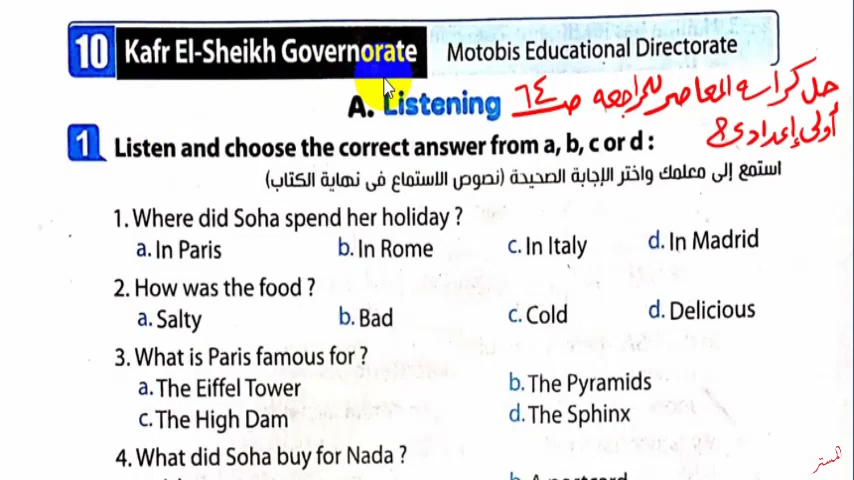 10 Kafr El-Sheikh Governorate Motobis Educational Directorate
حل كراسة المعاصر للمراجعه ص ٦٤
أولى إعدادى
A. Listening
1 Listen and choose the correct answer from a, b, c or d :
استمع إلى معلمك واختر الإجابة الصحيحة (نصوص الاستماع فى نهاية الكتاب)
1. Where did Soha spend her holiday ?
a. In Paris b. In Rome c. In Italy d. In Madrid
2. How was the food ?
a. Salty b. Bad c. Cold d. Delicious
3. What is Paris famous for ?
a. The Eiffel Tower b. The Pyramids
c. The High Dam d. The Sphinx
4. What did Soha buy for Nada ?
b. A postcard
المستر